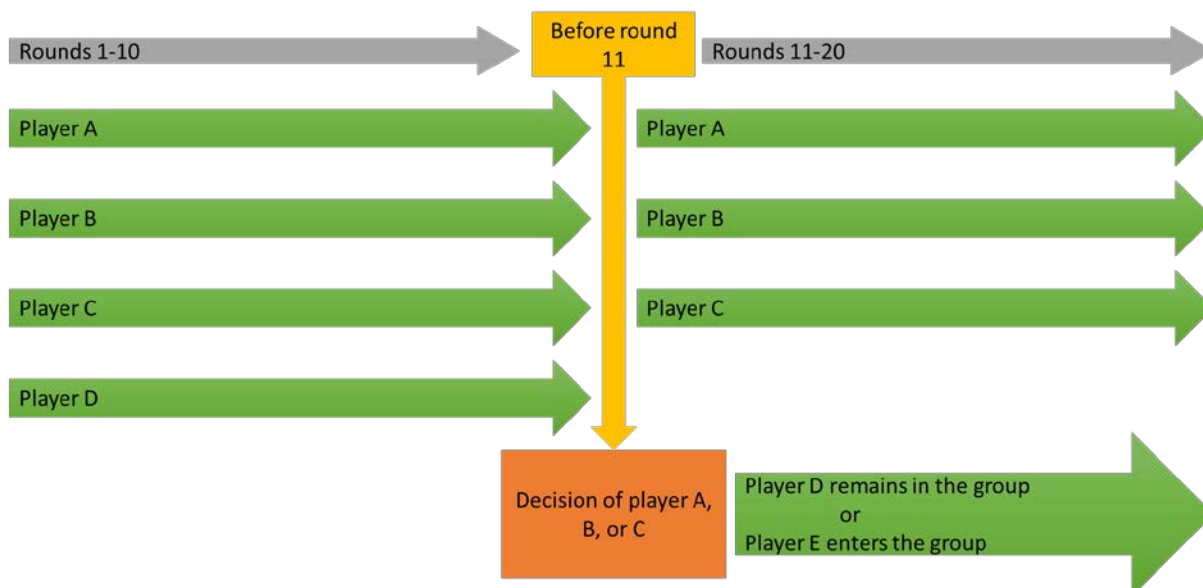 Rounds 1-10
Before round
11
Rounds 11-20
Player A
Player A
Player B
Player B
Player C
Player C
Player D
Decision of player A,
B, or C
Player D remains in the group
or
Player E enters the group